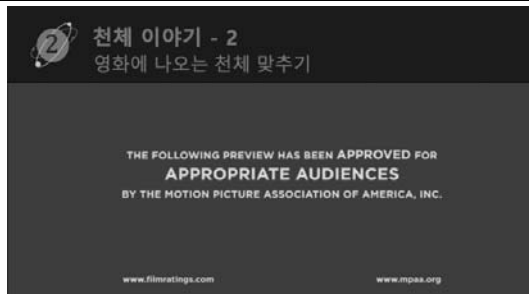 2
천체 이야기 - 2
영화에 나오는 천체 맞추기
THE FOLLOWING PREVIEW HAS BEEN APPROVED FOR
APPROPRIATE AUDIENCES
BY THE MOTION PICTURE ASSOCIATION OF AMERICA, INC.
www.filmratings.com www.mpaa.org